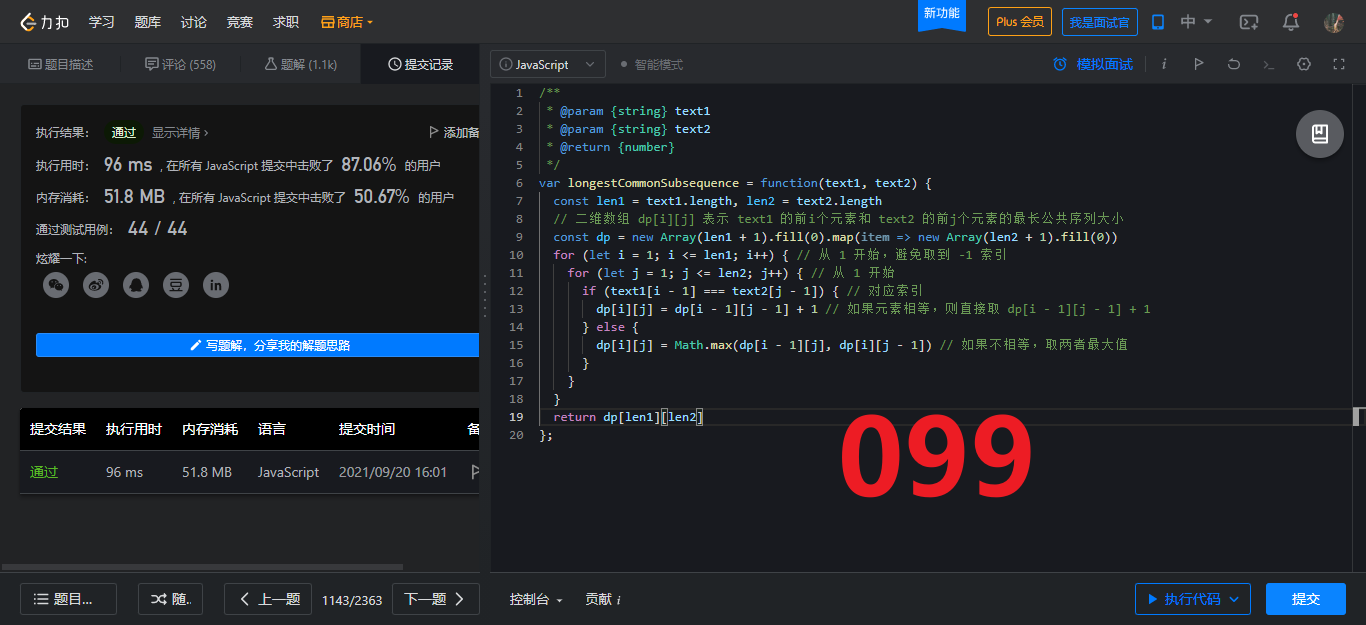 力扣 学习 题库 讨论 竞赛 求职 商店 新功能 Plus 会员 我是面试官 中
题目描述 评论 (558) 题解 (1.1k) 提交记录
执行结果： 通过 显示详情 › 添加备
执行用时： 96 ms , 在所有 JavaScript 提交中击败了 87.06% 的用户
内存消耗： 51.8 MB , 在所有 JavaScript 提交中击败了 50.67% 的用户
通过测试用例： 44 / 44
炫耀一下:
豆 in
写题解，分享我的解题思路
提交结果 执行用时 内存消耗 语言 提交时间 备
通过 96 ms 51.8 MB JavaScript 2021/09/20 16:01
题目... 随. 上一题 1143/2363 下一题
i JavaScript 智能模式 模拟面试 i
1 /**
2 * @param {string} text1
3 * @param {string} text2
4 * @return {number}
5 */
6 var longestCommonSubsequence = function(text1, text2) {
7 const len1 = text1.length, len2 = text2.length
8 // 二维数组 dp[i][j] 表示 text1 的前i个元素和 text2 的前j个元素的最长公共序列大小
9 const dp = new Array(len1 + 1).fill(0).map(item => new Array(len2 + 1).fill(0))
10 for (let i = 1; i <= len1; i++) { // 从 1 开始，避免取到 -1 索引
11 for (let j = 1; j <= len2; j++) { // 从 1 开始
12 if (text1[i - 1] === text2[j - 1]) { // 对应索引
13 dp[i][j] = dp[i - 1][j - 1] + 1 // 如果元素相等，则直接取 dp[i - 1][j - 1] + 1
14 } else {
15 dp[i][j] = Math.max(dp[i - 1][j], dp[i][j - 1]) // 如果不相等，取两者最大值
16 }
17 }
18 }
19 return dp[len1][len2]
20 };
099
控制台 贡献 i 执行代码 提交